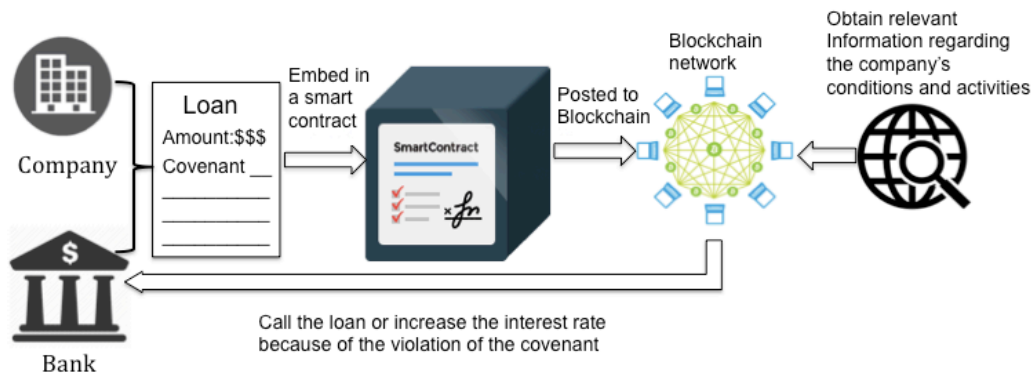 Company
Bank
$
Loan
Amount:$$$
Covenant __
Embed in
a smart
contract
SmartContract
Posted to
Blockchain
Blockchain
network
Obtain relevant
Information regarding
the company's
conditions and activities
Call the loan or increase the interest rate
because of the violation of the covenant